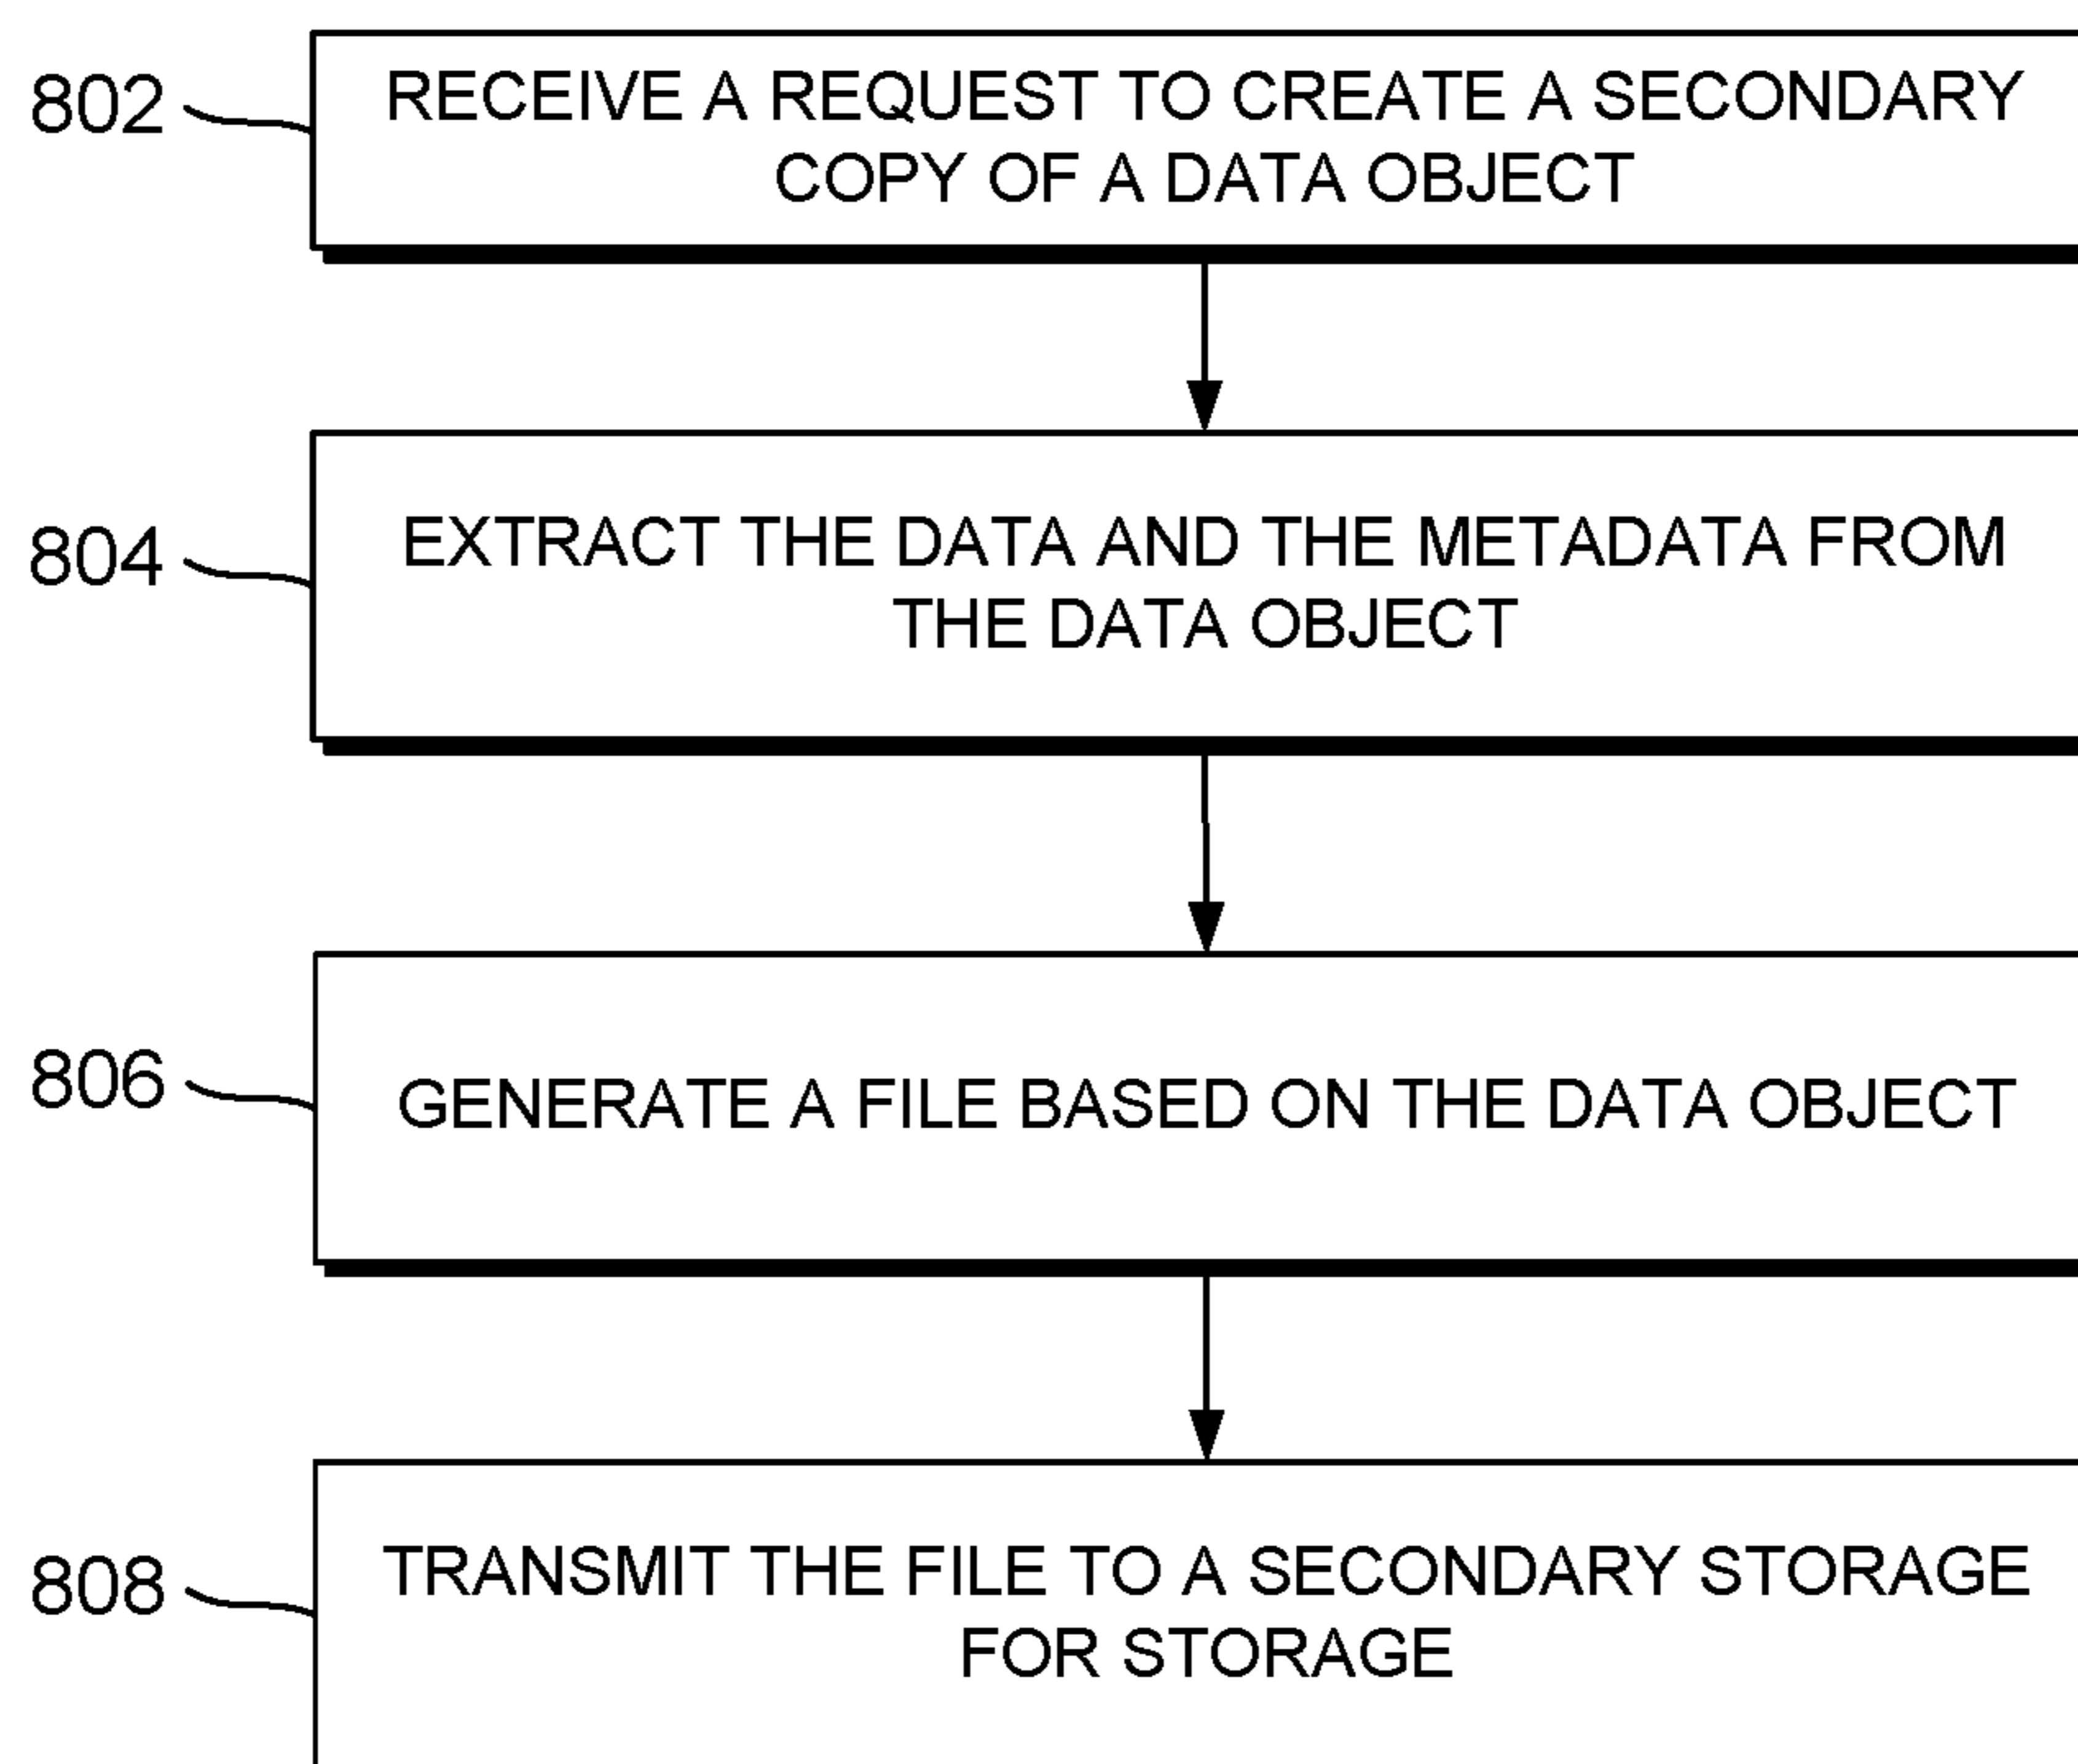 802
RECEIVE A REQUEST TO CREATE A SECONDARY
COPY OF A DATA OBJECT
804
EXTRACT THE DATA AND THE METADATA FROM
THE DATA OBJECT
806
GENERATE A FILE BASED ON THE DATA OBJECT
808
TRANSMIT THE FILE TO A SECONDARY STORAGE
FOR STORAGE